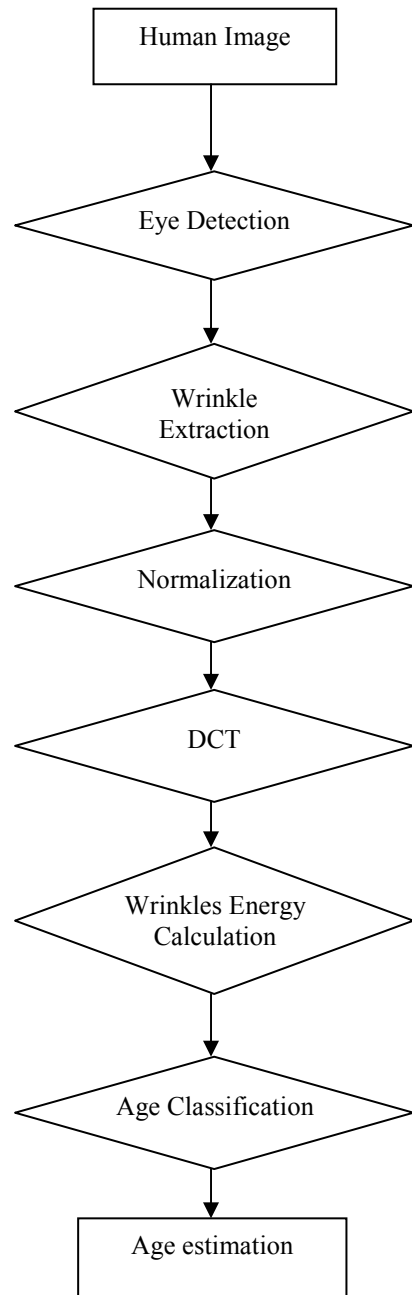 Human Image
Eye Detection
Wrinkle
Extraction
Normalization
DCT
Wrinkles Energy
Calculation
Age Classification
Age estimation